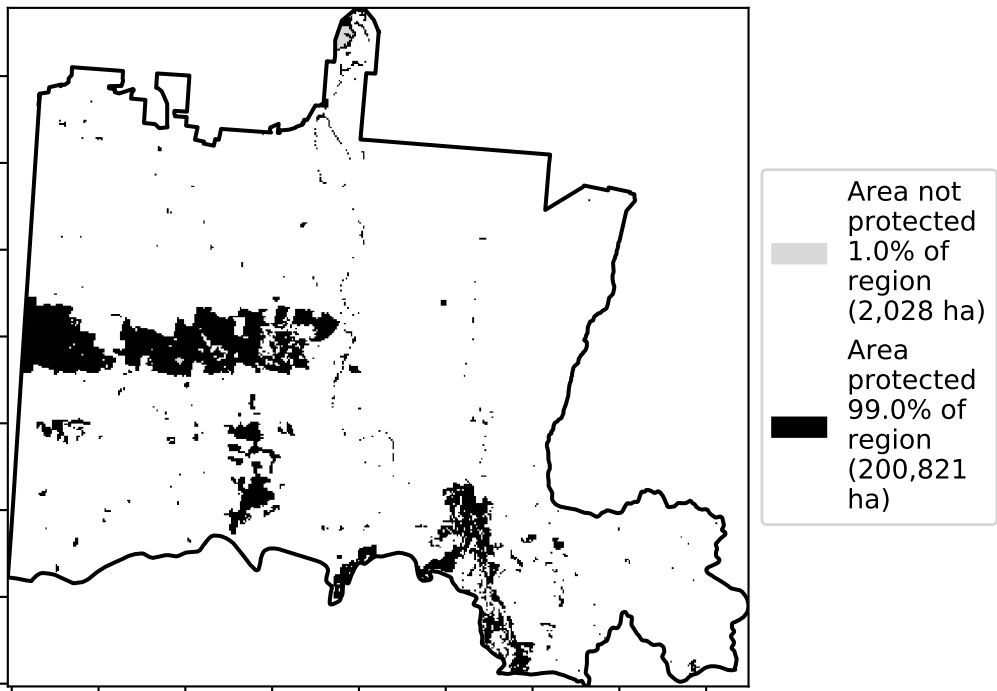 Area not
protected
1.0% of
region
(2,028 ha)
Area
protected
99.0% of
region
(200,821
ha)